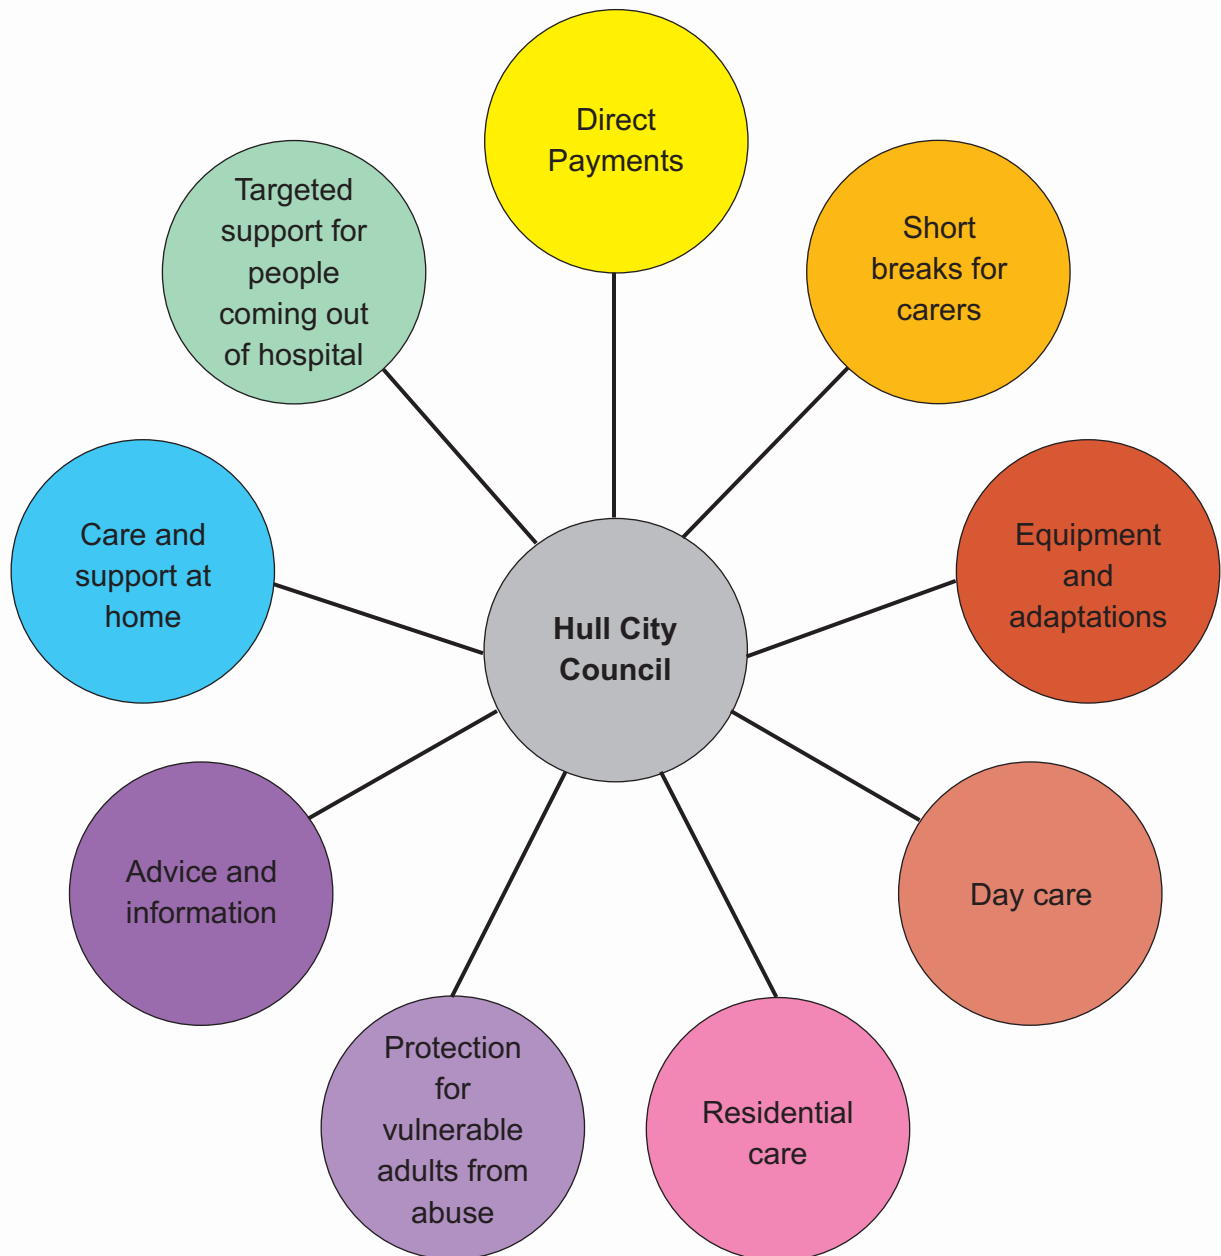 Direct
Payments
Targeted
support for
people
coming out
of hospital
Short
breaks for
carers
Care and
support at
home
Equipment
and
adaptations
Hull City
Council
Advice and
information
Day care
Protection
for
vulnerable
adults from
abuse
Residential
care